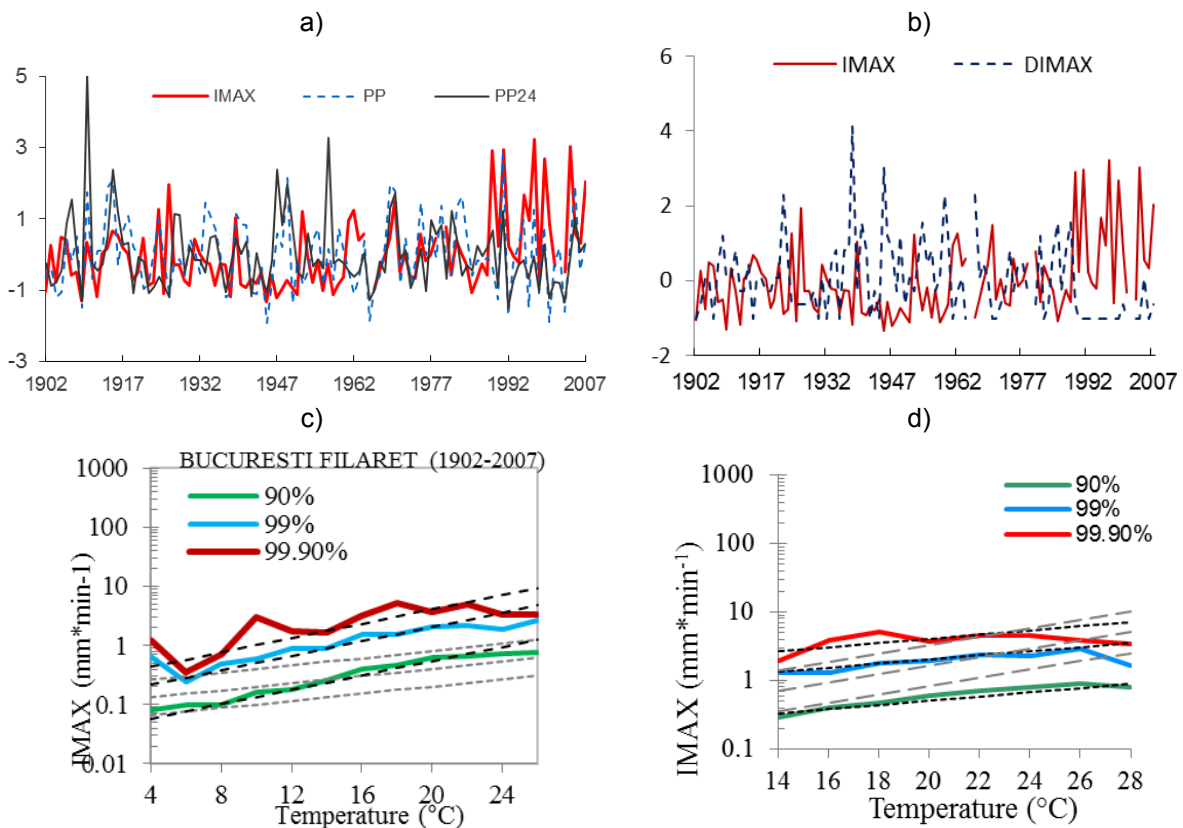 a)
5
3
1
-1
-3
IMAX PP PP24
1902 1917 1932 1947 1962 1977 1992 2007
b)
6
4
2
0
-2
IMAX DIMAX
1902 1917 1932 1947 1962 1977 1992 2007
c)
BUCURESTI FILARET (1902-2007)
1000
100
10
1
0.1
0.01
IMAX (mm*min-1)
90%
99%
99.90%
4 8 12 16 20 24
Temperature (°C)
d)
1000
100
10
1
0.1
IMAX (mm*min-1)
90%
99%
99.90%
14 16 18 20 22 24 26 28
Temperature (°C)